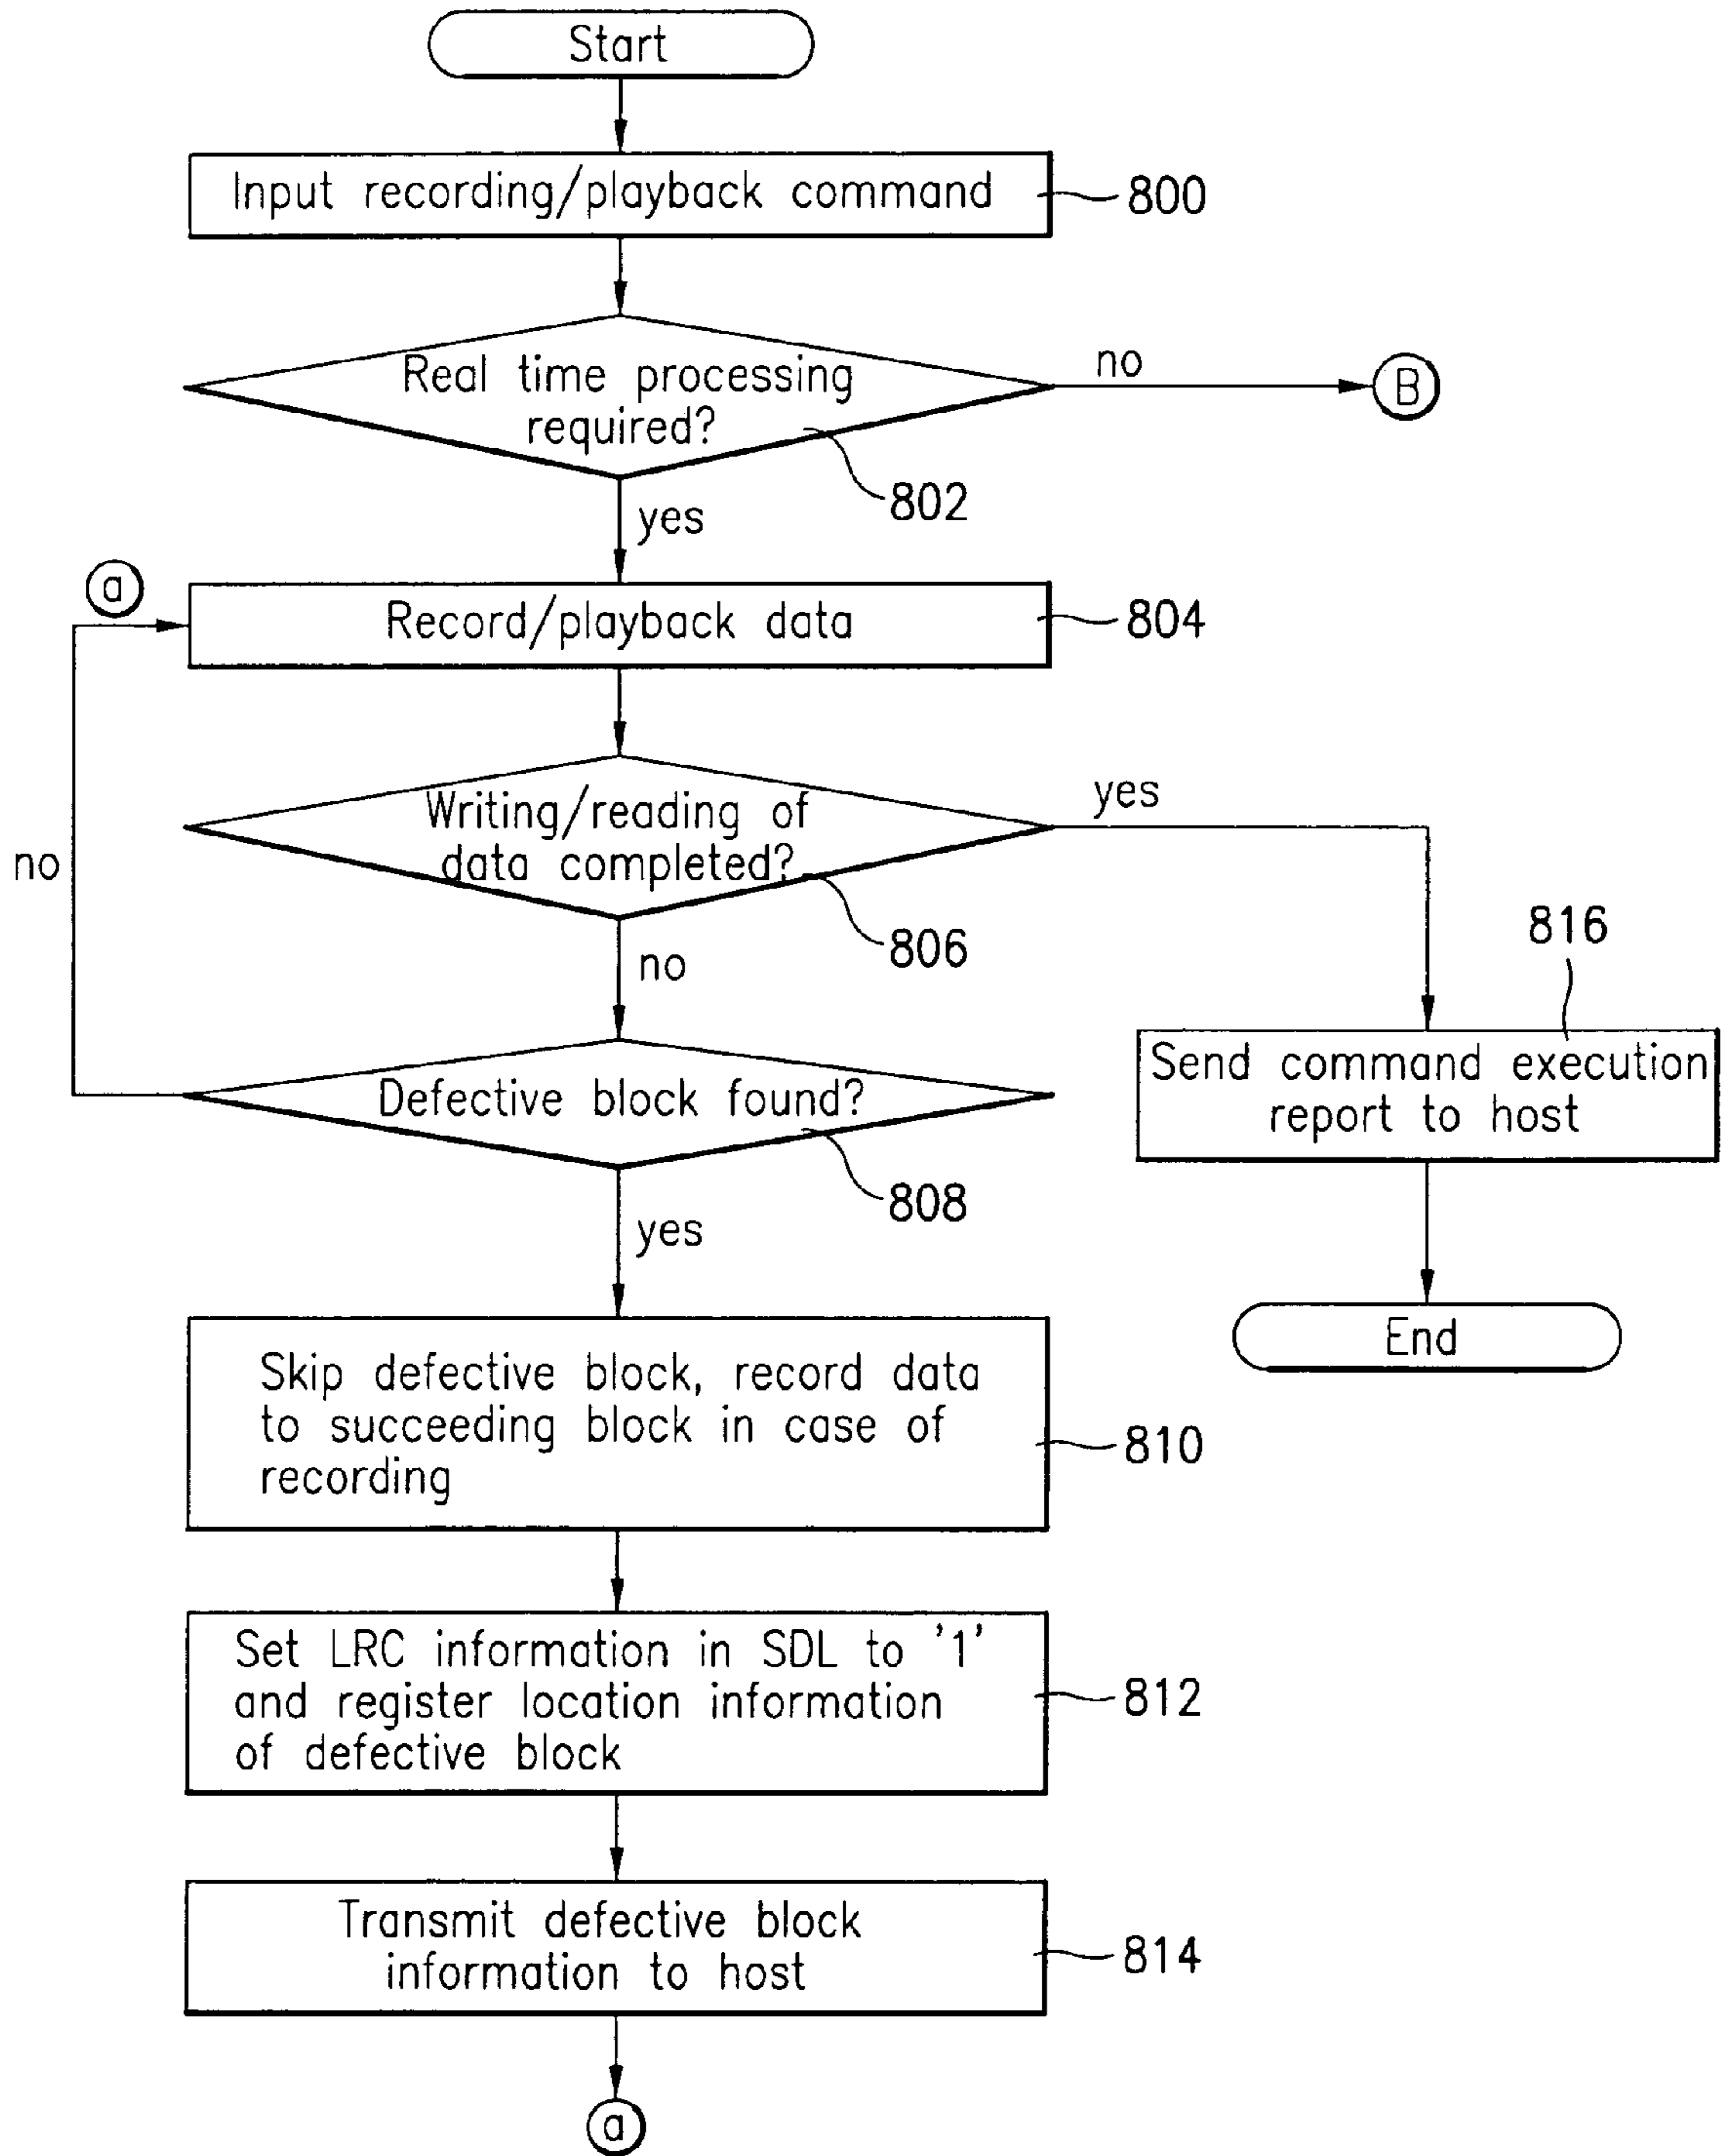 Start
Input recording/playback command
800
Real time processing
required?
no
B
802
yes
a
Record/playback data
804
Writing/reading of
data completed?
yes
no
806
816
no
Send command execution
report to host
Defective block found?
808
yes
End
Skip defective block, record data
to succeeding block in case of
recording
810
Set LRC information in SDL to '1'
and register location information
of defective block
812
Transmit defective block
information to host
814
a